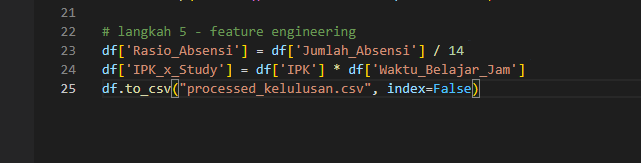 21
22 # langkah 5 - feature engineering
23 df['Rasio_Absensi'] = df['Jumlah_Absensi'] / 14
24 df['IPK_x_Study'] = df['IPK'] * df['Waktu_Belajar_Jam']
25 df.to_csv("processed_kelulusan.csv", index=False)